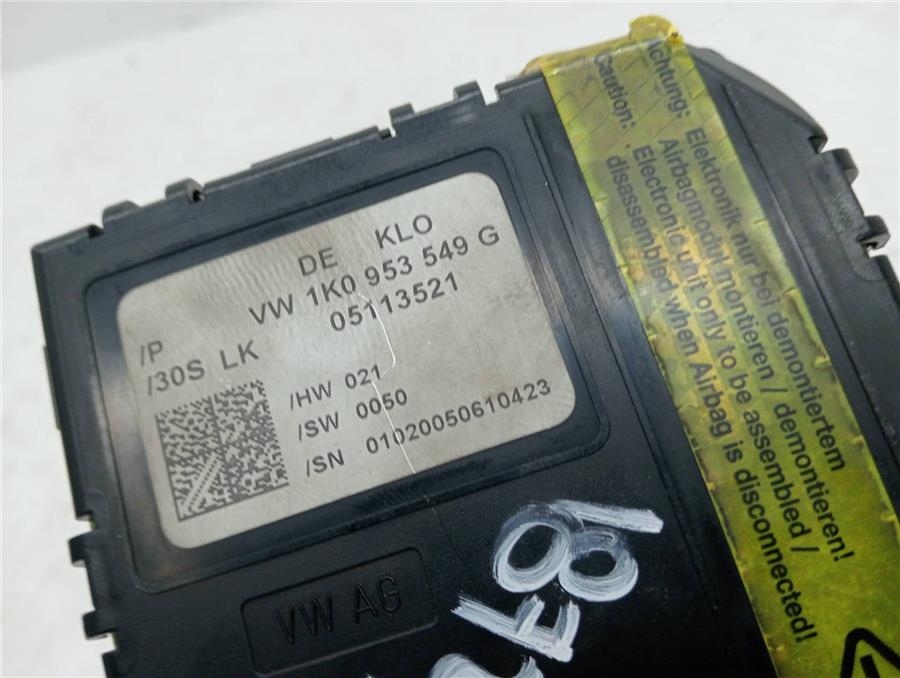 DE KLO
VW 1K0 953 549 G
05113521
/P
/30S LK
/HW 021
/SW 0050
/SN 01020050610423
VW AG
Achtung: Elektronik nur bei demontiertem
Airbagmodul montieren / demontieren!
Caution: Electronic unit only to be assembled /
disassembled when Airbag is disconnected!